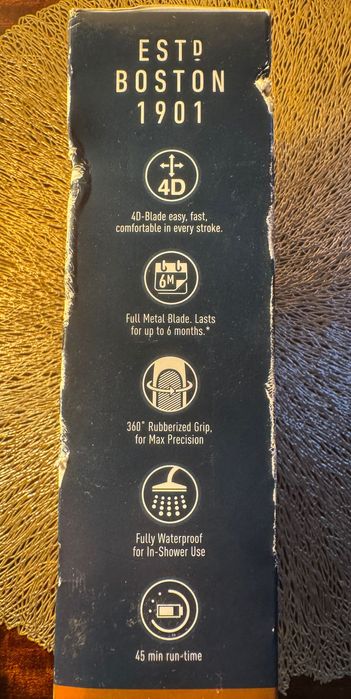 ESTD
BOSTON
1901
4D
4D-Blade easy, fast,
comfortable in every stroke.
6M
Full Metal Blade. Lasts
for up to 6 months.*
360° Rubberized Grip,
for Max Precision
Fully Waterproof
for In-Shower Use
45 min run-time